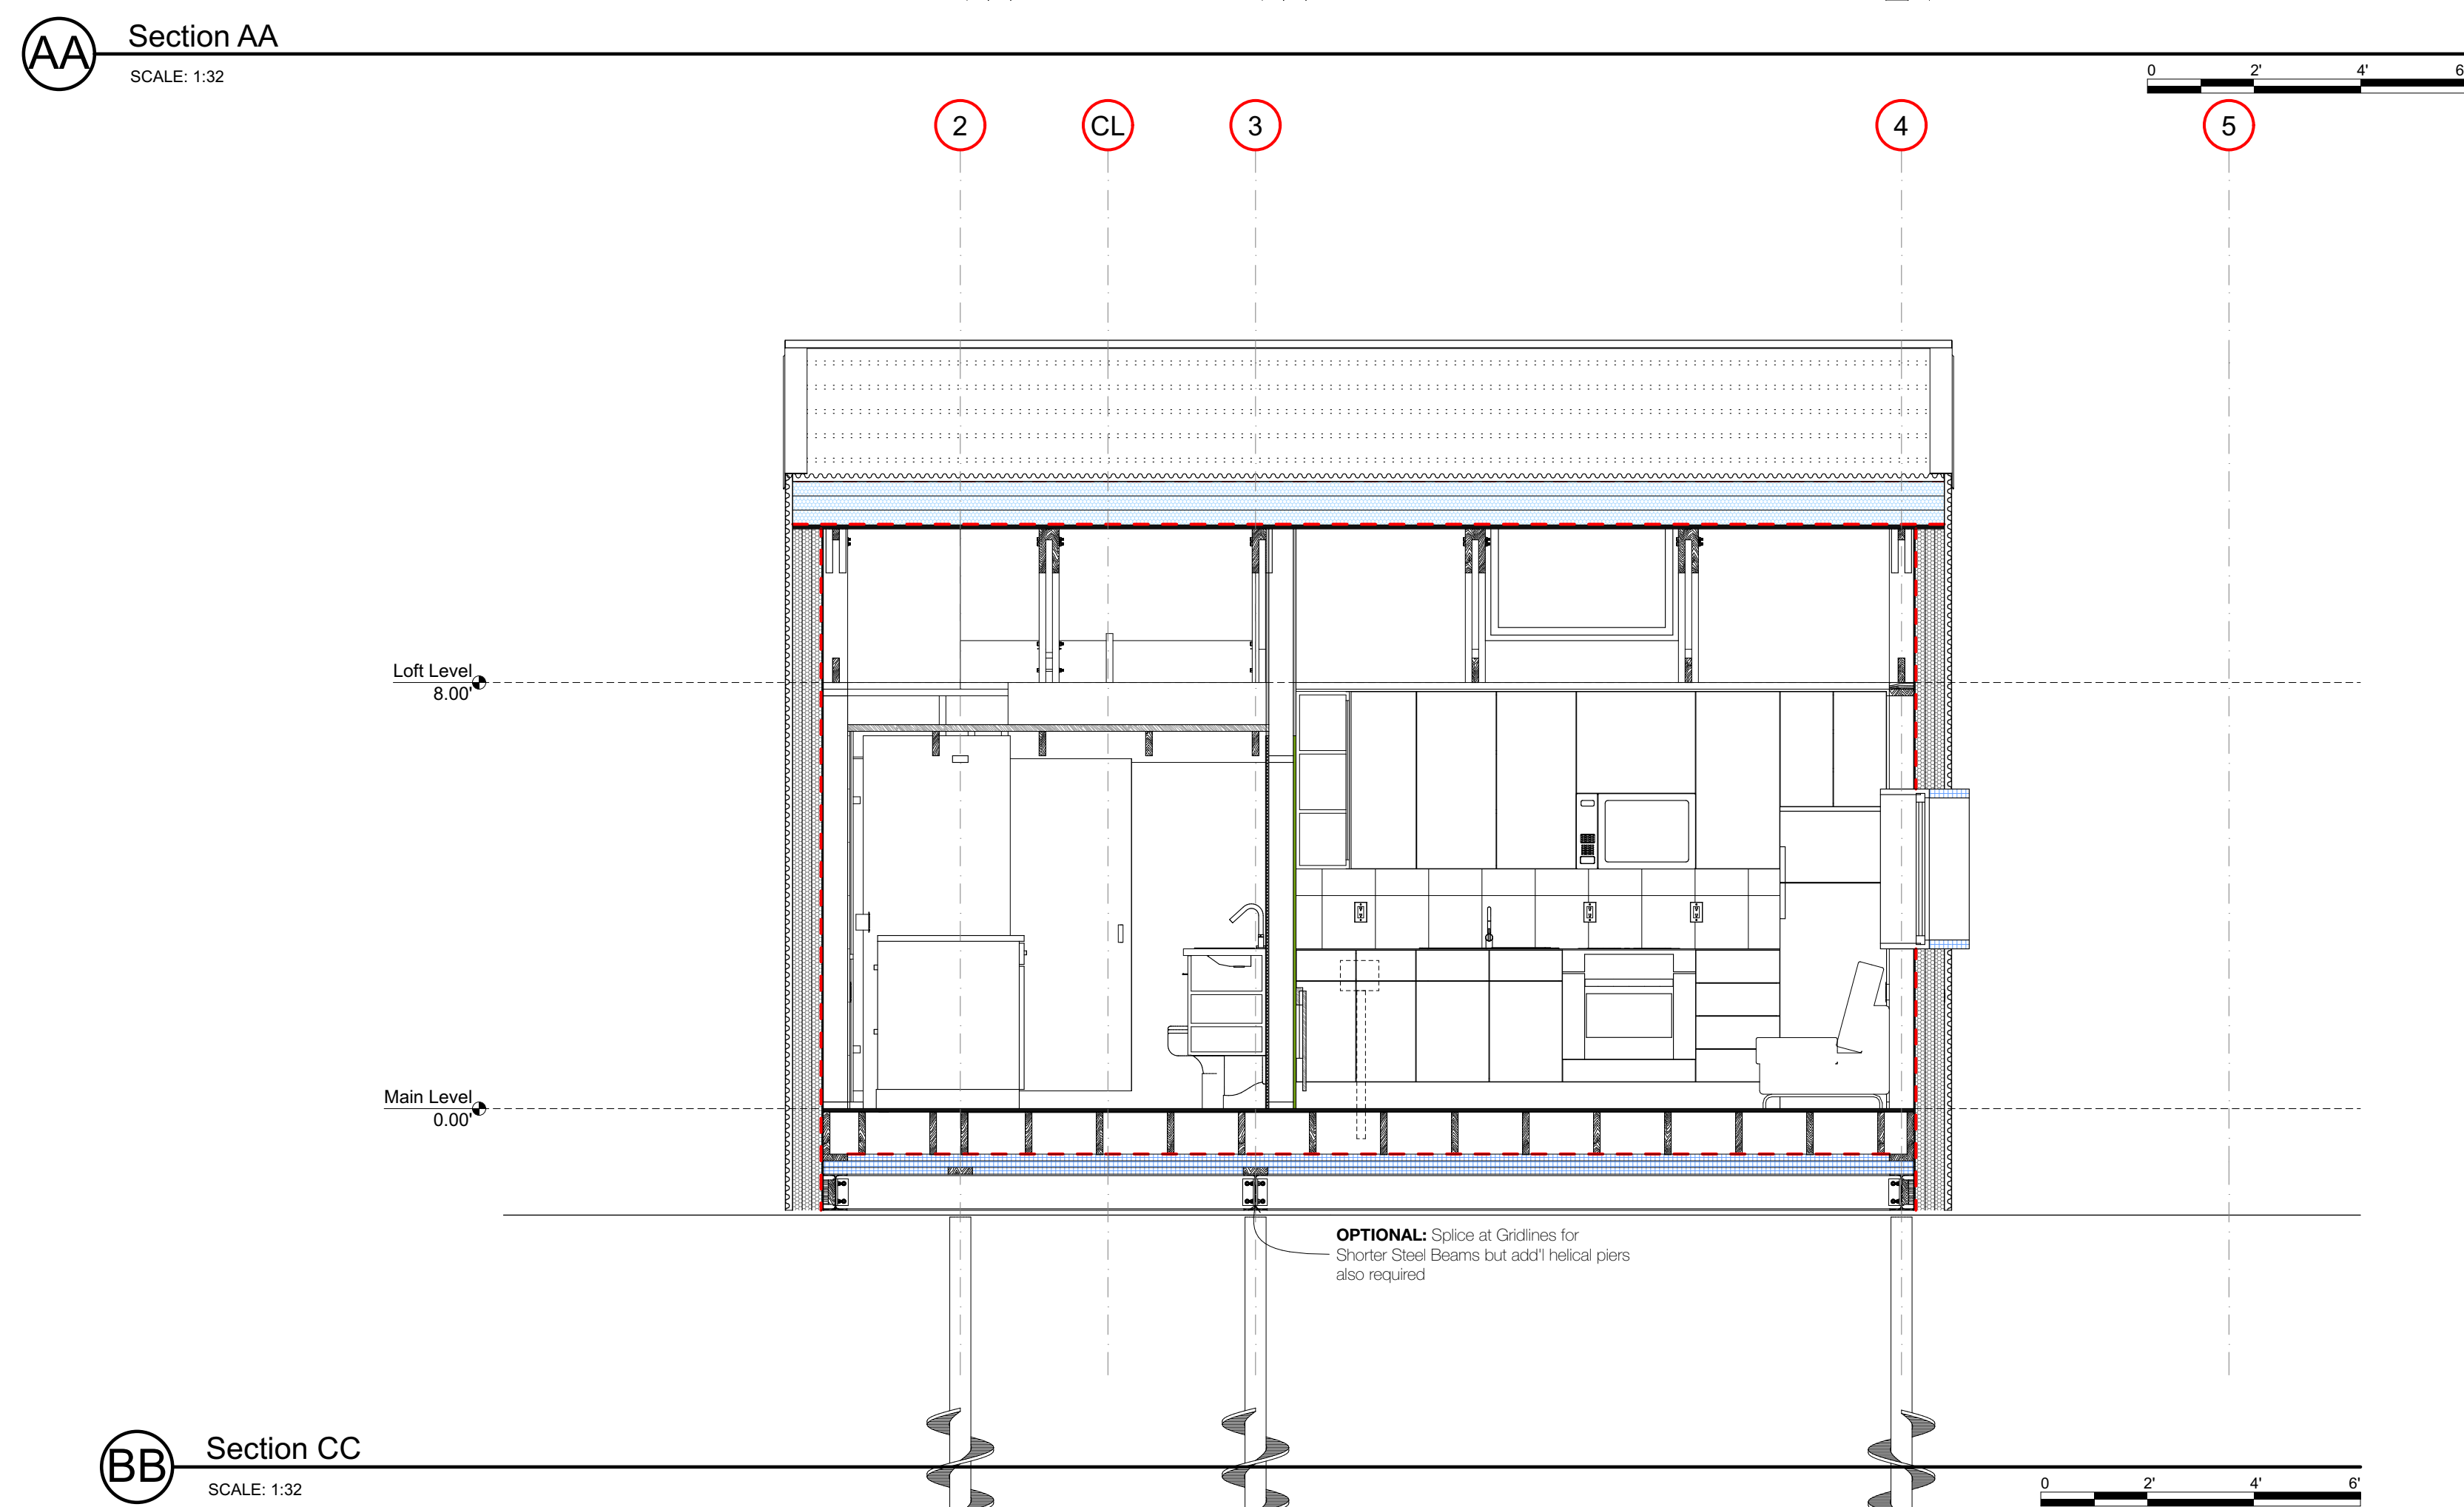 AA
Section AA
SCALE: 1:32
0 2' 4' 6
2 CL 3 4 5
Loft Level
8.00'
Main Level
0.00'
OPTIONAL: Splice at Gridlines for
Shorter Steel Beams but add'l helical piers
also required
BB
Section CC
SCALE: 1:32
0 2' 4' 6'